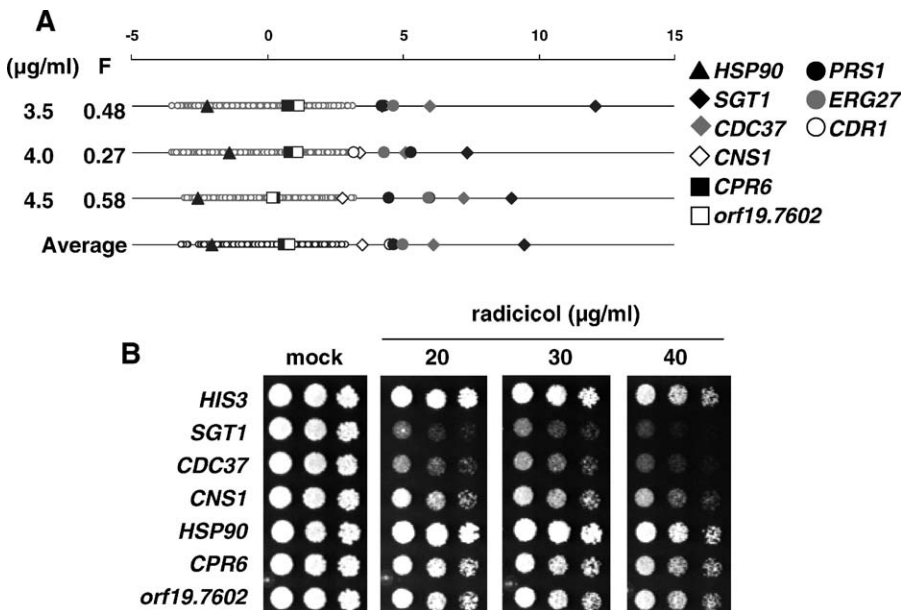 A
-5 0 5 10 15
(µg/ml) F
3.5 0.48
4.0 0.27
4.5 0.58
Average
HSP90 PRS1
SGT1 ERG27
CDC37 CDR1
CNS1
CPR6
orf19.7602
radicicol (µg/ml)
B mock 20 30 40
HIS3
SGT1
CDC37
CNS1
HSP90
CPR6
orf19.7602